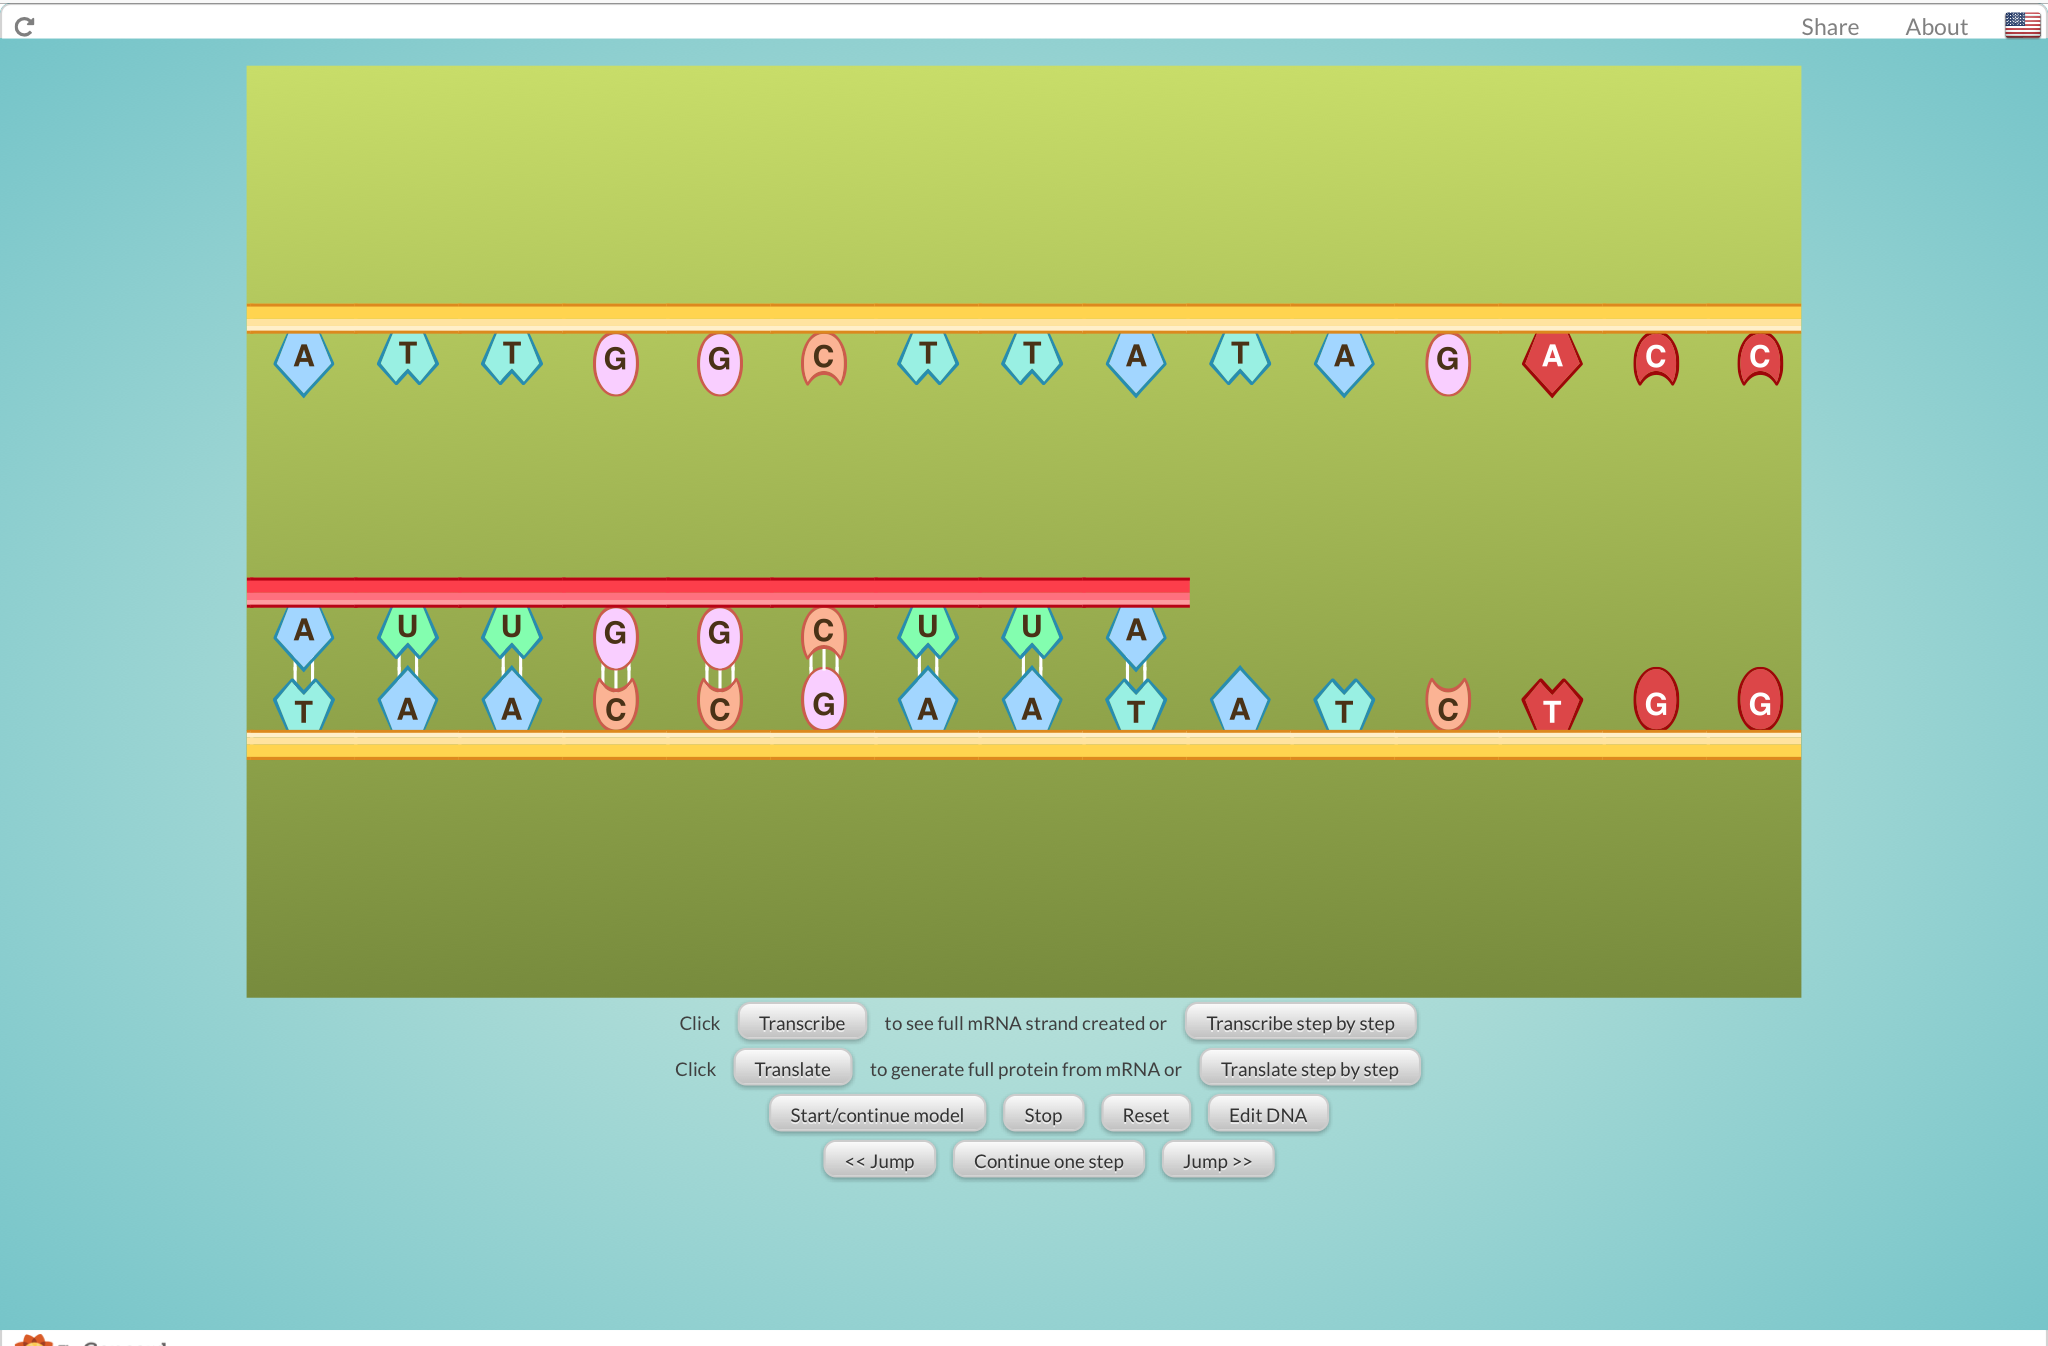 Share About
A T T G G C T T A T A G A C C
A U U G G C U U A
T A A C C G A A T A T C T G G
Click Transcribe to see full mRNA strand created or Transcribe step by step
Click Translate to generate full protein from mRNA or Translate step by step
Start/continue model Stop Reset Edit DNA
<< Jump Continue one step Jump >>